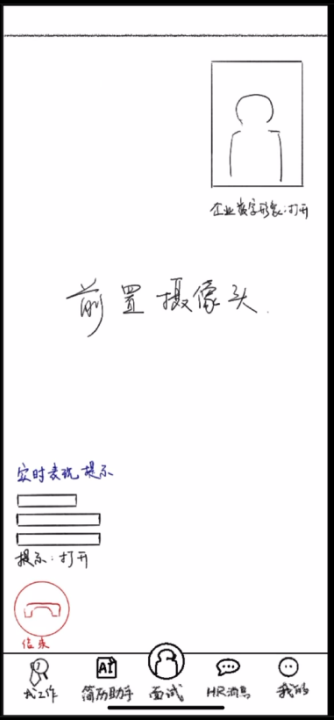 企业数字形象:打开
前置摄像头
实时表现提示
提示:打开
结束
找工作
AI
简历助手
面试
HR消息
我的